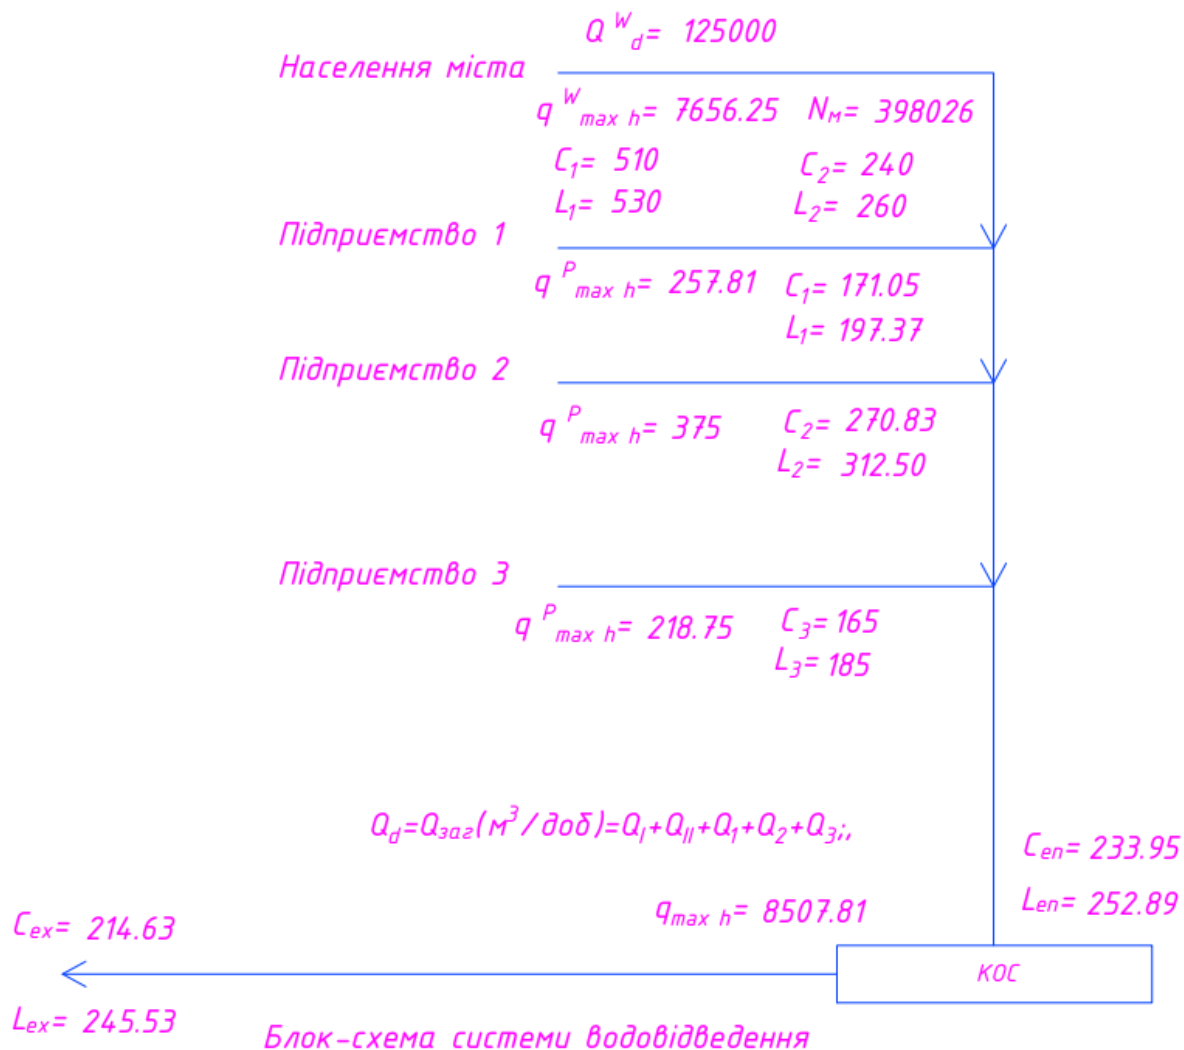 Q W d= 125000
Населення міста
q W max h= 7656.25 Nм= 398026
C1= 510 C2= 240
L1= 530 L2= 260
Підприємство 1
q P max h= 257.81 C1= 171.05
L1= 197.37
Підприємство 2
q P max h= 375 C2= 270.83
L2= 312.50
Підприємство 3
q P max h= 218.75 C3= 165
L3= 185
Qd=Qзаг(м3/доб)=QI+QII+Q1+Q2+Q3;,
Cen= 233.95
Len= 252.89
qmax h= 8507.81
Cex= 214.63
КОС
Lex= 245.53
Блок-схема системи водовідведення